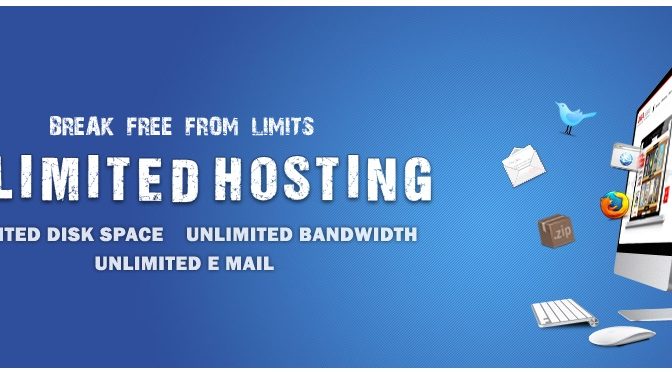 BREAK FREE FROM LIMITS
LIMITED HOSTING
ITED DISK SPACE UNLIMITED BANDWIDTH
UNLIMITED E MAIL
.zip